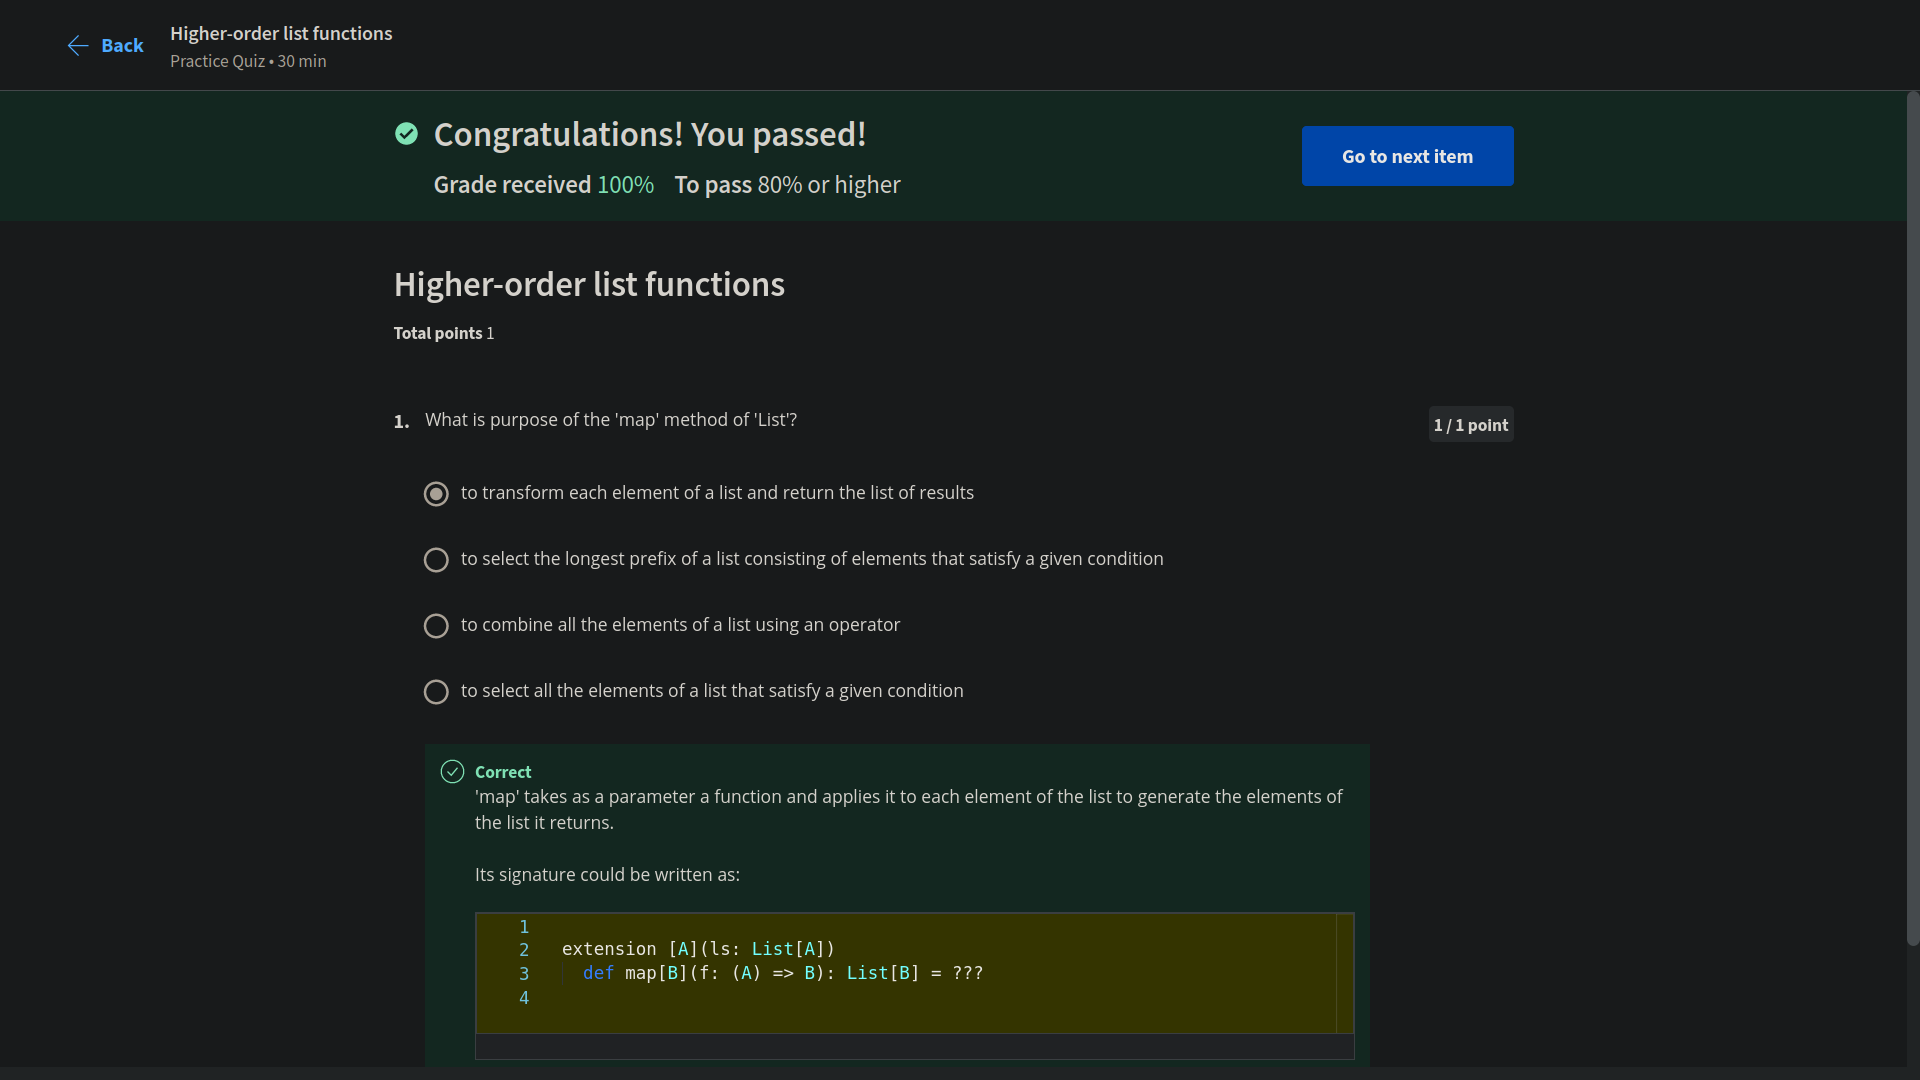 Back
Higher-order list functions
Practice Quiz • 30 min
Congratulations! You passed!
Grade received 100% To pass 80% or higher
Go to next item
Higher-order list functions
Total points 1
1. What is purpose of the 'map' method of 'List'?
1 / 1 point
to transform each element of a list and return the list of results
to select the longest prefix of a list consisting of elements that satisfy a given condition
to combine all the elements of a list using an operator
to select all the elements of a list that satisfy a given condition
Correct
'map' takes as a parameter a function and applies it to each element of the list to generate the elements of
the list it returns.
Its signature could be written as:
1
2 extension [A](ls: List[A])
3 def map[B](f: (A) => B): List[B] = ???
4